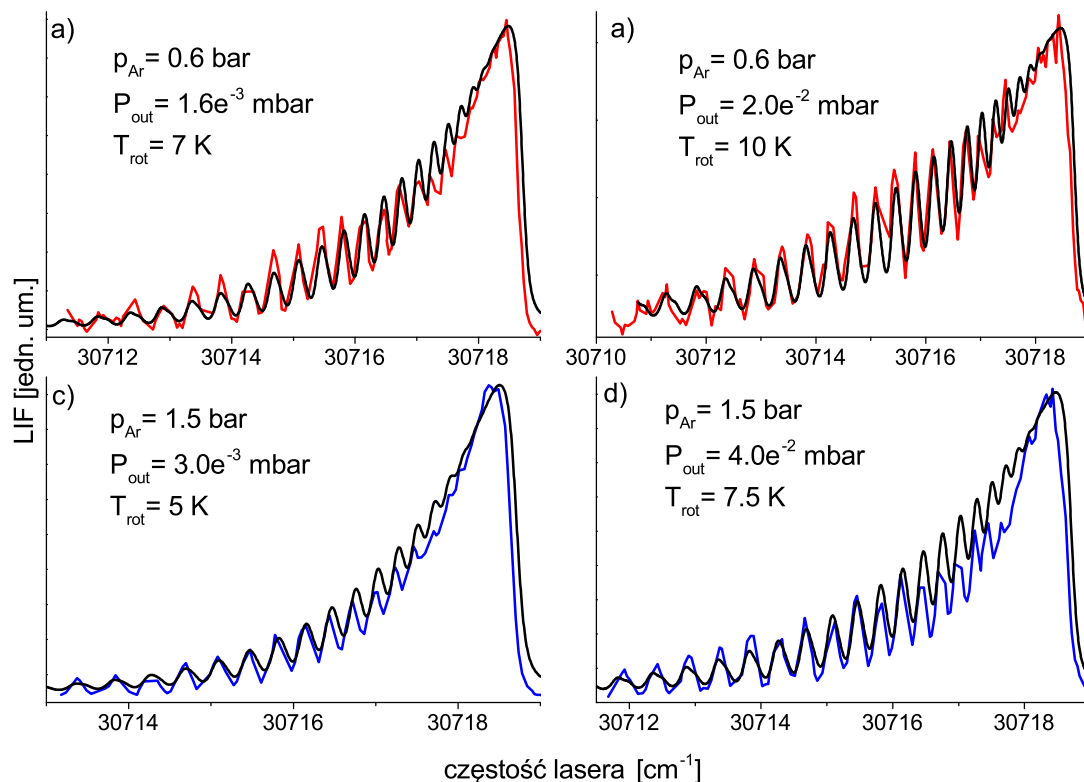 a)
p_Ar= 0.6 bar
P_out= 1.6e^-3 mbar
T_rot= 7 K
30712 30714 30716 30718
a)
p_Ar= 0.6 bar
P_out= 2.0e^-2 mbar
T_rot= 10 K
30710 30712 30714 30716 30718
LIF [jedn. um.]
c)
p_Ar= 1.5 bar
P_out= 3.0e^-3 mbar
T_rot= 5 K
30714 30716 30718
d)
p_Ar= 1.5 bar
P_out= 4.0e^-2 mbar
T_rot= 7.5 K
30712 30714 30716 30718
częstość lasera [cm^-1]